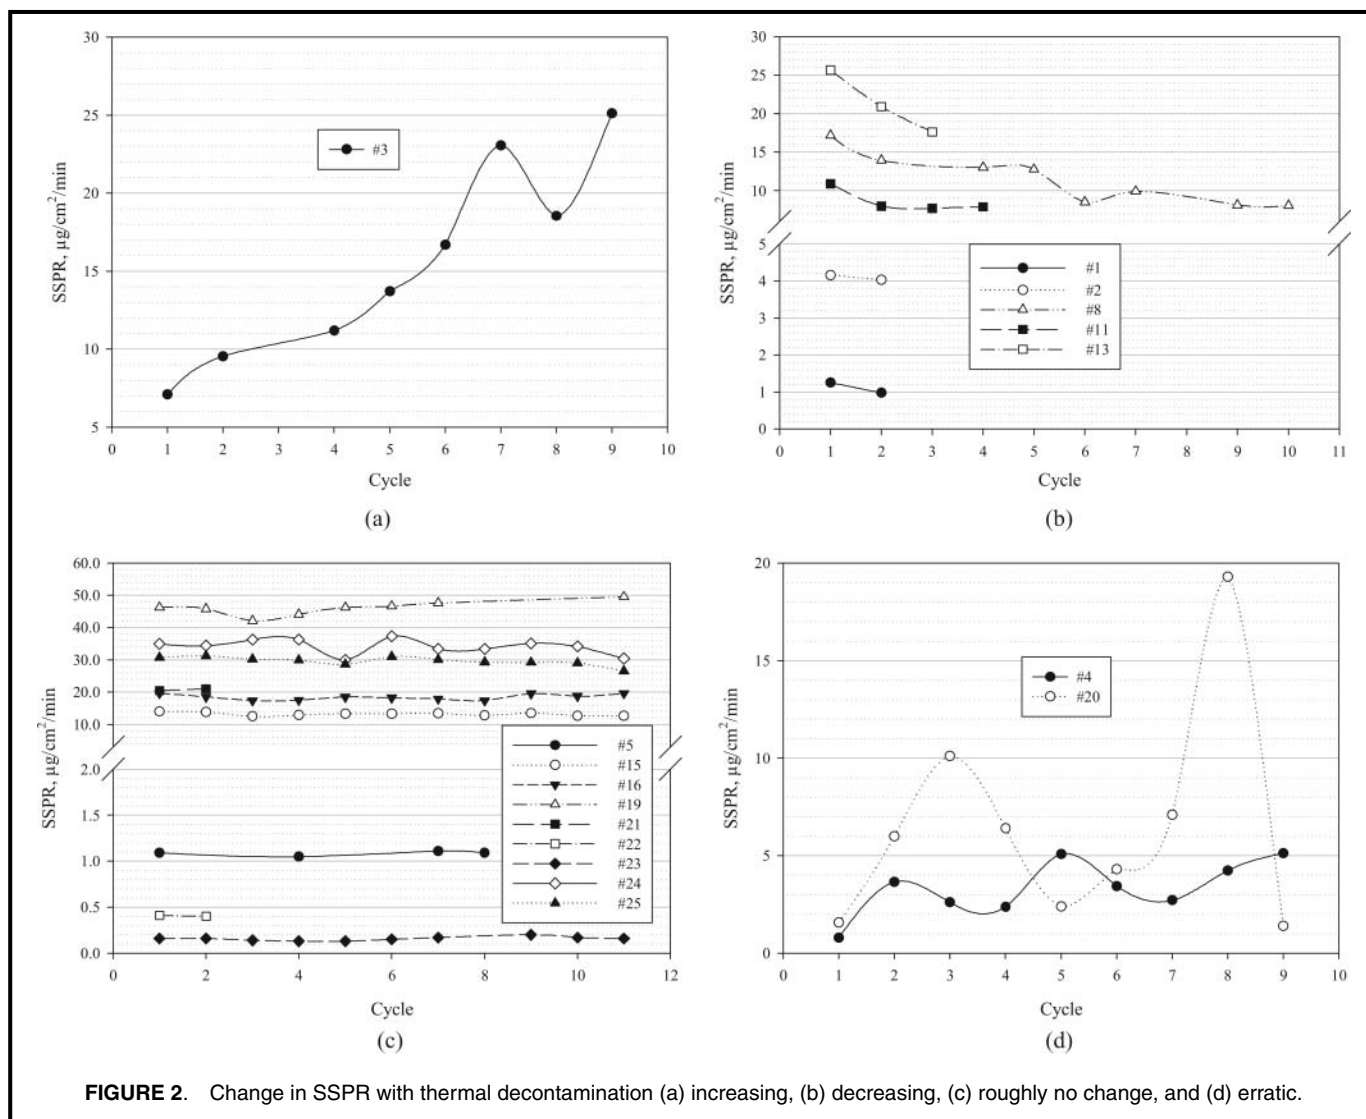 30
25
20
15
10
5
SSPR, µg/cm²/min
#3
0 1 2 3 4 5 6 7 8 9 10
Cycle
(a)
30
25
20
15
10
5
4
3
2
1
0
SSPR, µg/cm²/min
#1
#2
#8
#11
#13
0 1 2 3 4 5 6 7 8 9 10 11
Cycle
(b)
60.0
50.0
40.0
30.0
20.0
10.0
2.0
1.5
1.0
0.5
0.0
SSPR, µg/cm²/min
#5
#15
#16
#19
#21
#22
#23
#24
#25
0 2 4 6 8 10 12
Cycle
(c)
20
15
10
5
0
SSPR, µg/cm²/min
#4
#20
0 1 2 3 4 5 6 7 8 9 10
Cycle
(d)
FIGURE 2. Change in SSPR with thermal decontamination (a) increasing, (b) decreasing, (c) roughly no change, and (d) erratic.